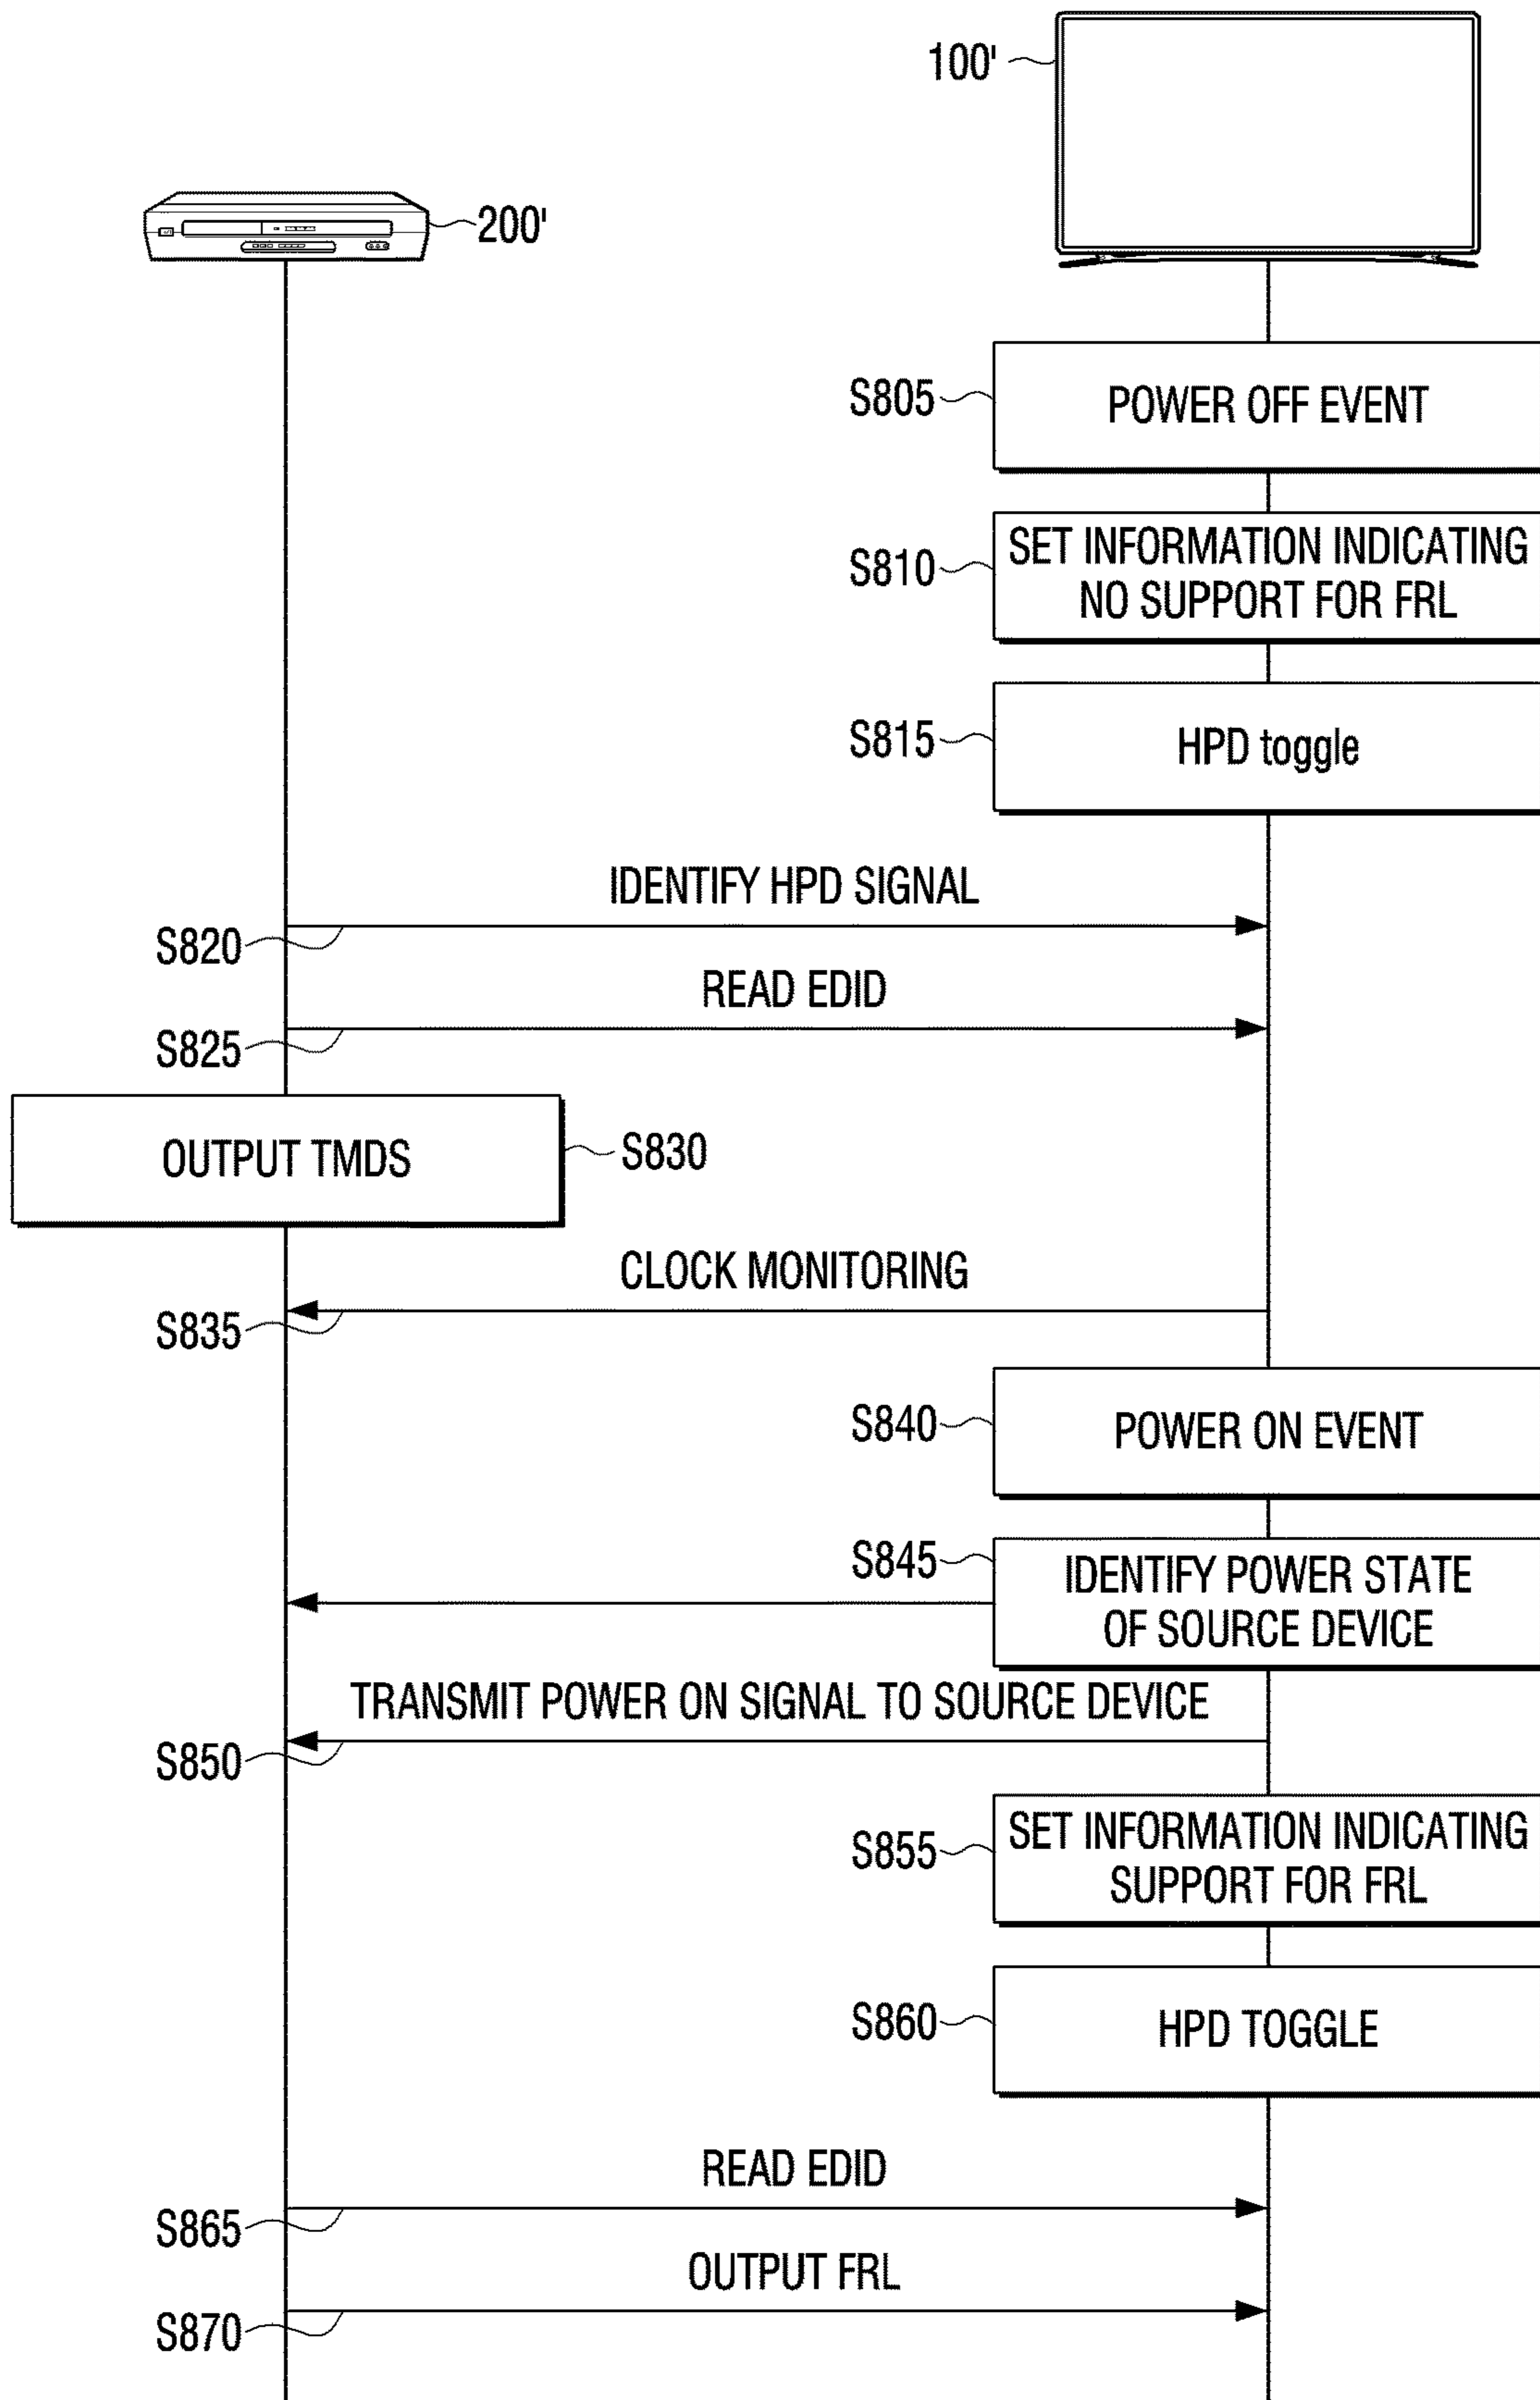 100'
200'
S805
POWER OFF EVENT
S810
SET INFORMATION INDICATING
NO SUPPORT FOR FRL
S815
HPD toggle
IDENTIFY HPD SIGNAL
S820
READ EDID
S825
OUTPUT TMDS
S830
CLOCK MONITORING
S835
S840
POWER ON EVENT
S845
IDENTIFY POWER STATE
OF SOURCE DEVICE
TRANSMIT POWER ON SIGNAL TO SOURCE DEVICE
S850
S855
SET INFORMATION INDICATING
SUPPORT FOR FRL
S860
HPD TOGGLE
READ EDID
S865
OUTPUT FRL
S870